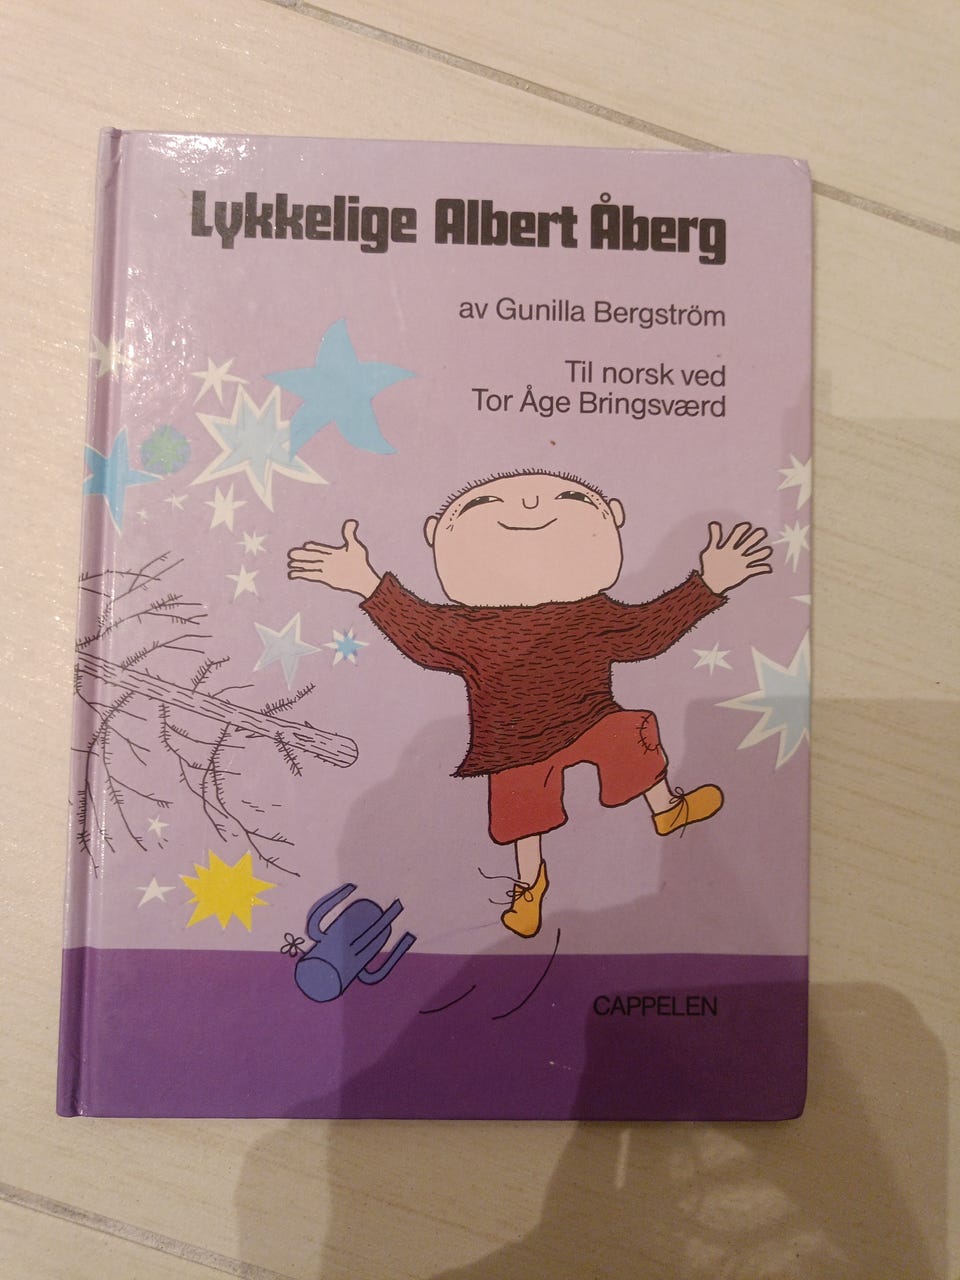 Lykkelige Albert Åberg
av Gunilla Bergström
Til norsk ved
Tor Åge Bringsværd
CAPPELEN